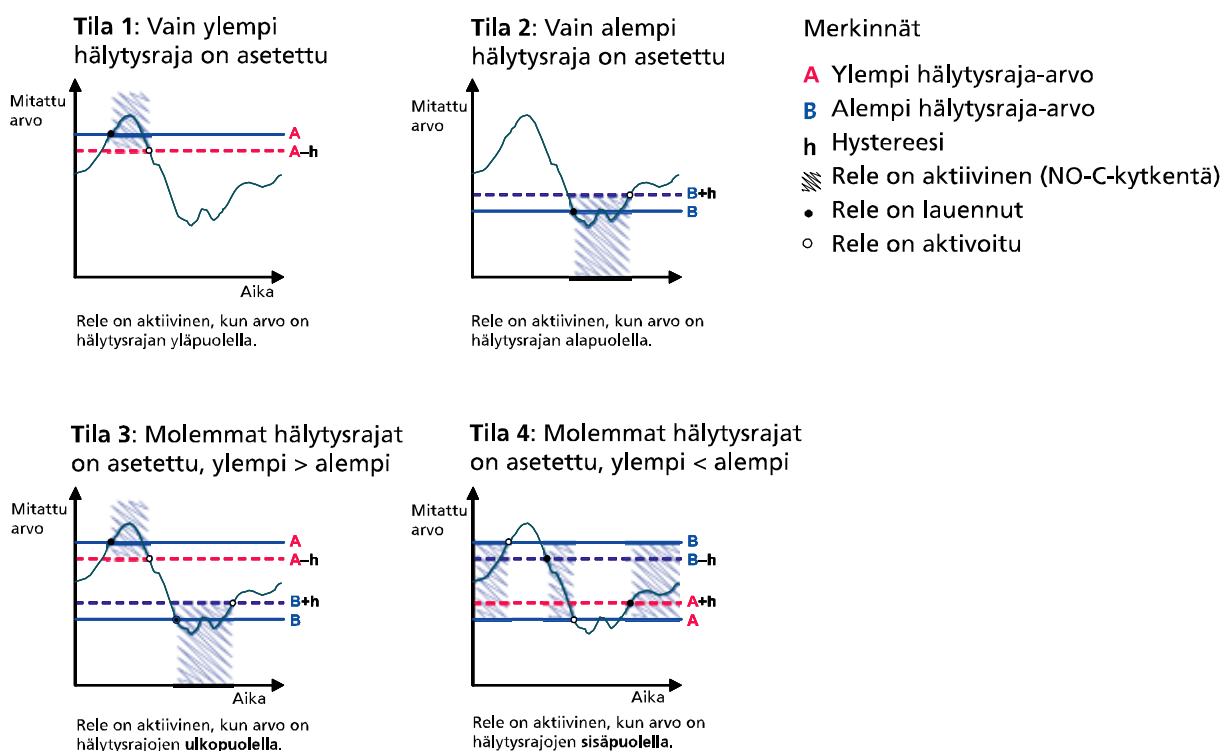 Tila 1: Vain ylempi
hälytysraja on asetettu
Mitattu
arvo
A
A–h
Aika
Rele on aktiivinen, kun arvo on
hälytysrajan yläpuolella.
Tila 2: Vain alempi
hälytysraja on asetettu
Mitattu
arvo
B+h
B
Aika
Rele on aktiivinen, kun arvo on
hälytysrajan alapuolella.
Merkinnät
A Ylempi hälytysraja-arvo
B Alempi hälytysraja-arvo
h Hystereesi
Rele on aktiivinen (NO-C-kytkentä)
Rele on lauennut
Rele on aktivoitu
Tila 3: Molemmat hälytysrajat
on asetettu, ylempi > alempi
Mitattu
arvo
A
A–h
B+h
B
Aika
Rele on aktiivinen, kun arvo on
hälytysrajojen ulkopuolella.
Tila 4: Molemmat hälytysrajat
on asetettu, ylempi < alempi
Mitattu
arvo
B
B–h
A+h
A
Aika
Rele on aktiivinen, kun arvo on
hälytysrajojen sisäpuolella.